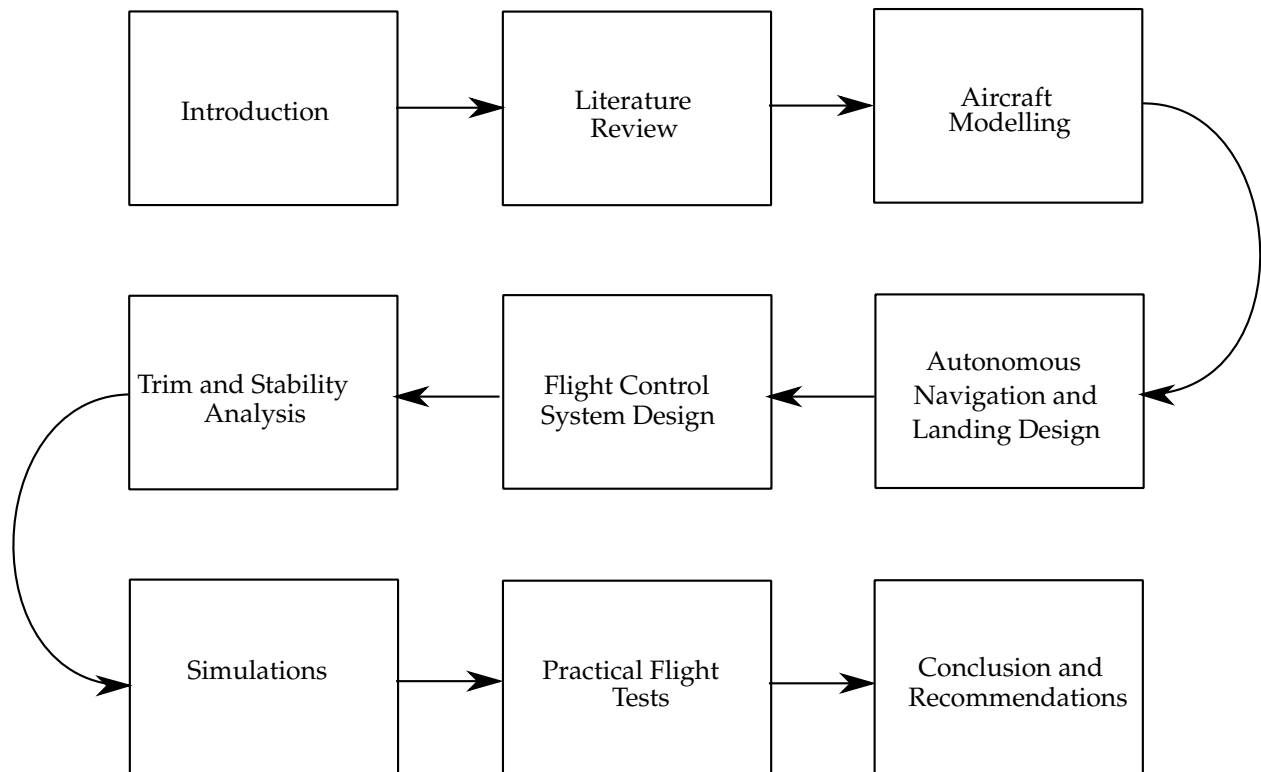 Introduction
Literature
Review
Aircraft
Modelling
Trim and Stability
Analysis
Flight Control
System Design
Autonomous
Navigation and
Landing Design
Simulations
Practical Flight
Tests
Conclusion and
Recommendations